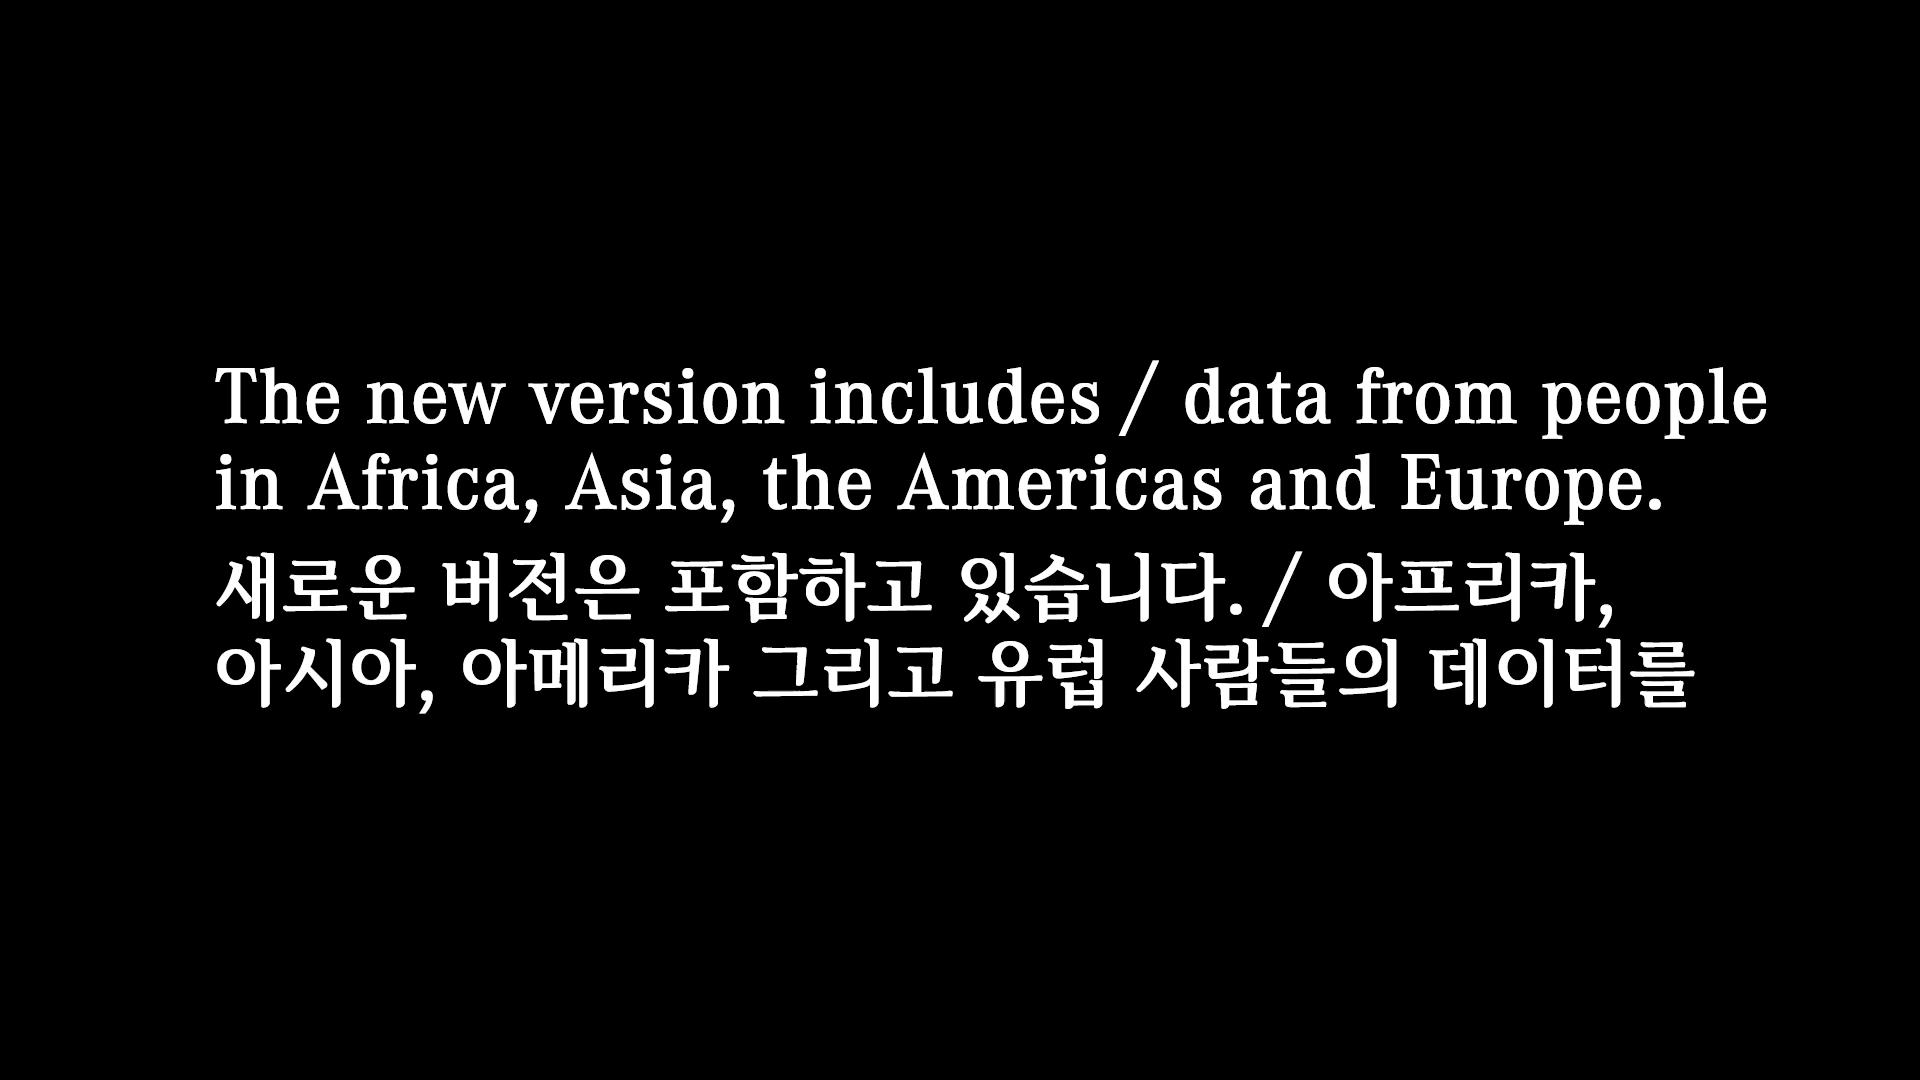 The new version includes / data from people
in Africa, Asia, the Americas and Europe.
새로운 버전은 포함하고 있습니다. / 아프리카,
아시아, 아메리카 그리고 유럽 사람들의 데이터를